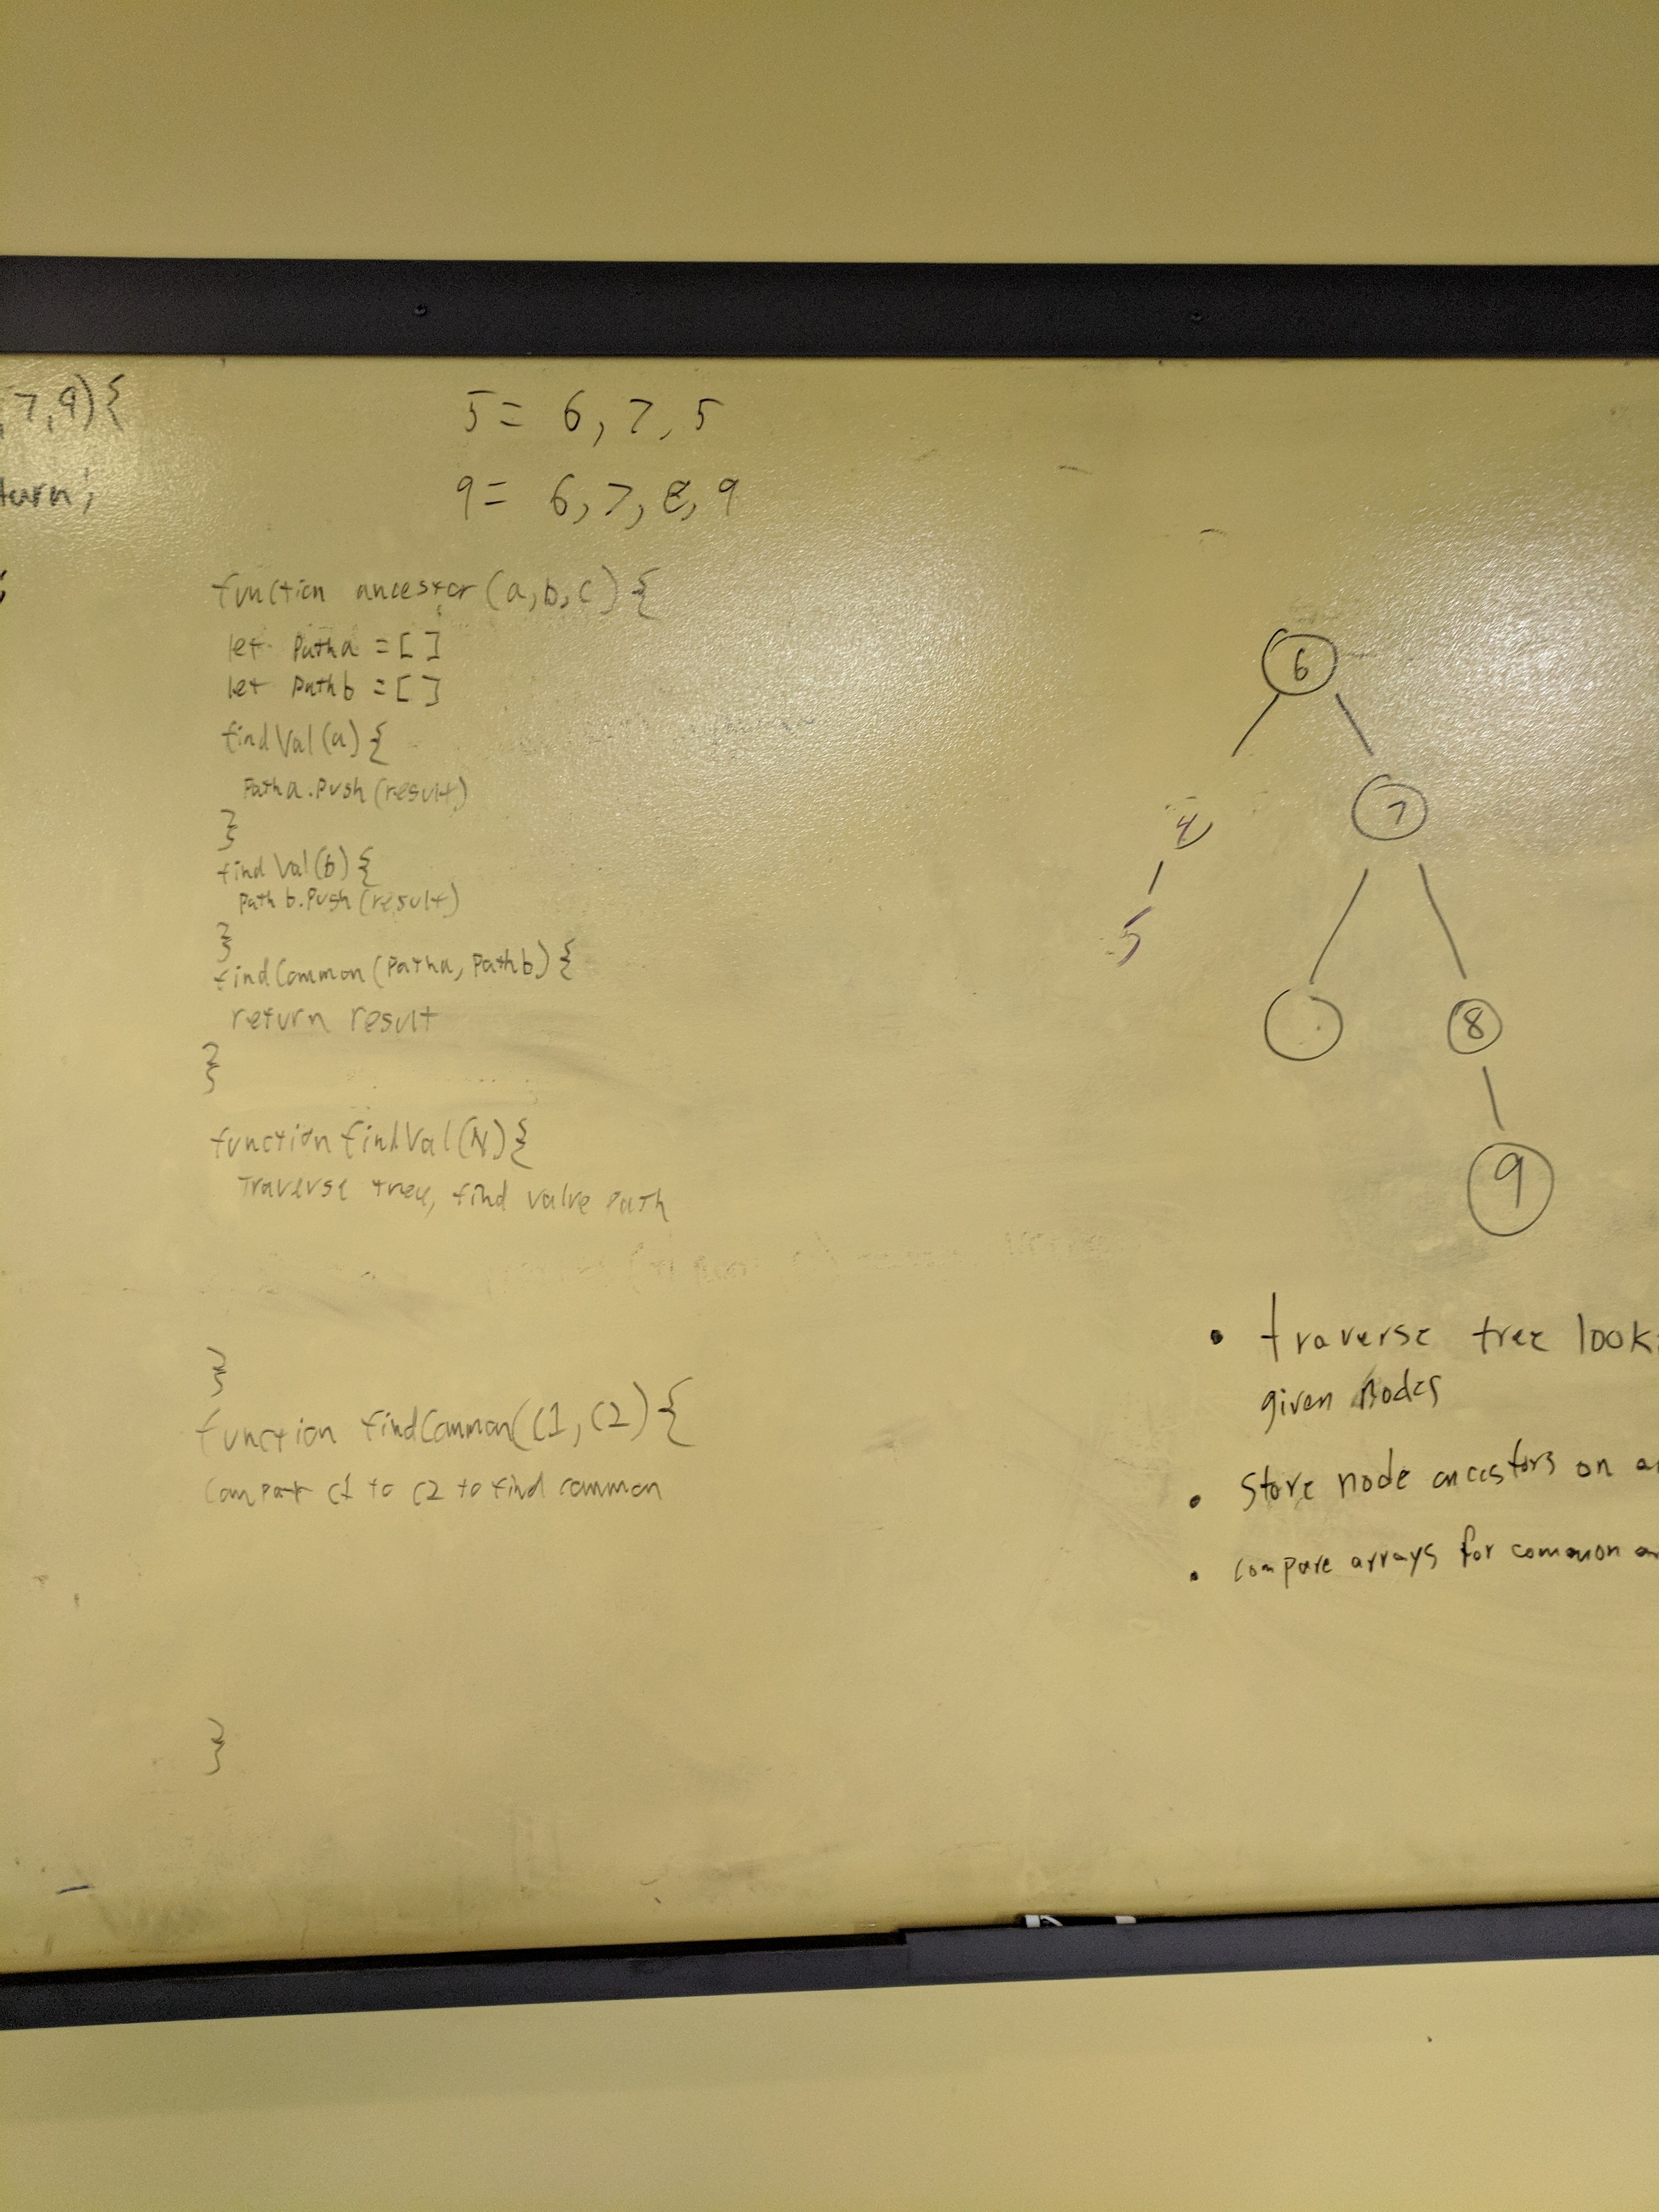 7,9){
turn;
5= 6,7,5
9= 6,7,8,9
function ancestor(a,b,c){
let Patha =[]
let Pathb =[]
findVal(a){
Patha.Push(result)
}
findVal(b){
Pathb.Push(result)
}
findCommon(Patha, Pathb){
return result
}
function findVal(N){
Traverse tree, find value Path
}
function findCommon(C1, C2){
Compare C1 to C2 to find common
}
6
7
4
5
8
9
• traverse tree look
given nodes
• Store node ancestors on a
• Compare arrays for common